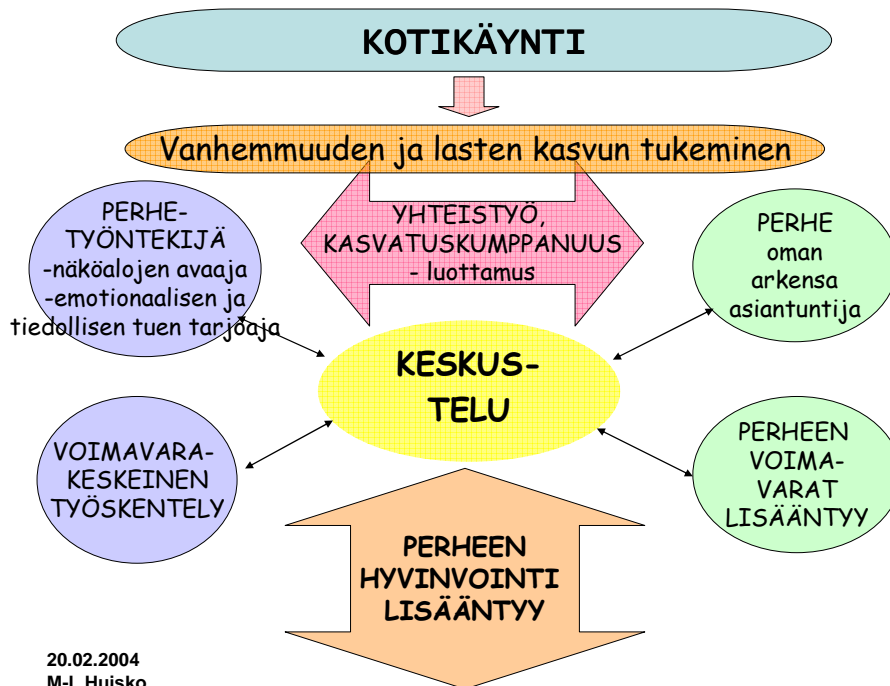 KOTIKÄYNTI
Vanhemmuuden ja lasten kasvun tukeminen
PERHE-
TYÖNTEKIJÄ
-näköalojen avaaja
-emotionaalisen ja
tiedollisen tuen tarjoaja
YHTEISTYÖ,
KASVATUSKUMPPANUUS
- luottamus
PERHE
oman
arkensa
asiantuntija
KESKUS-
TELU
VOIMAVARA-
KESKEINEN
TYÖSKENTELY
PERHEEN
VOIMA-
VARAT
LISÄÄNTYY
PERHEEN
HYVINVOINTI
LISÄÄNTYY
20.02.2004
M-L Huisko